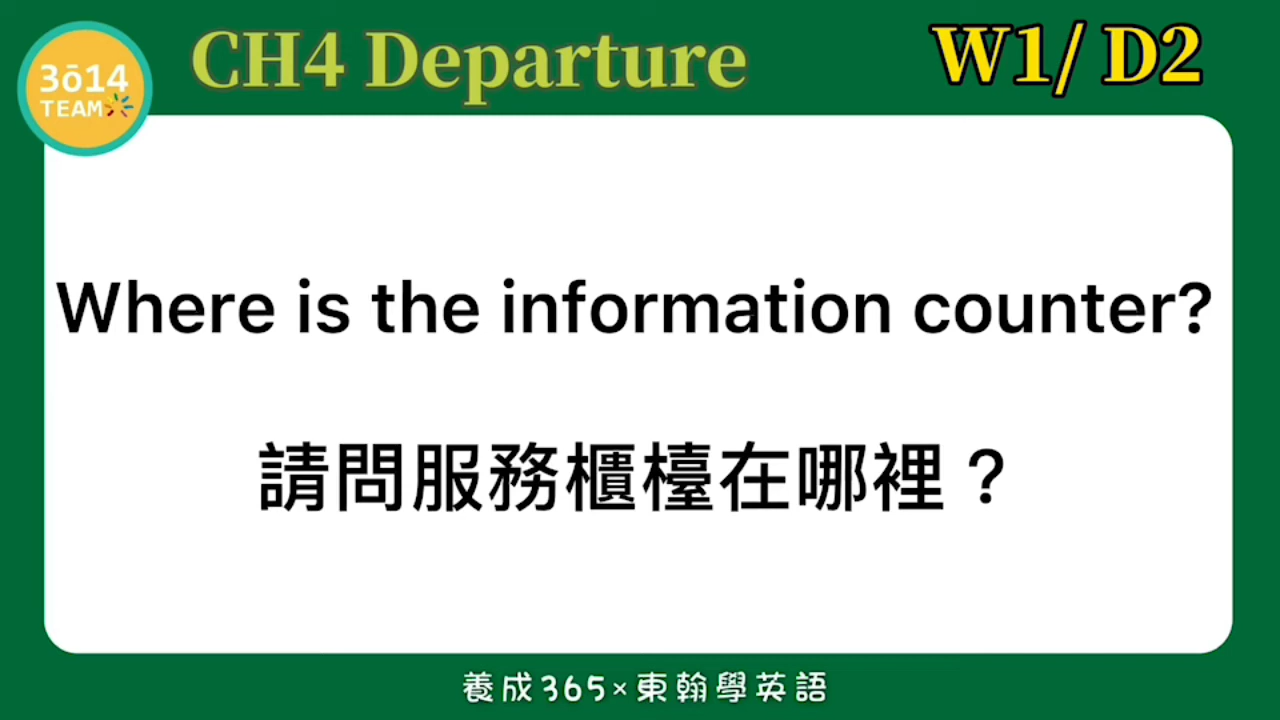 CH4 Departure
W1/ D2
3ō14
TEAM
Where is the information counter?
請問服務櫃檯在哪裡？
養成365×東翰學英語